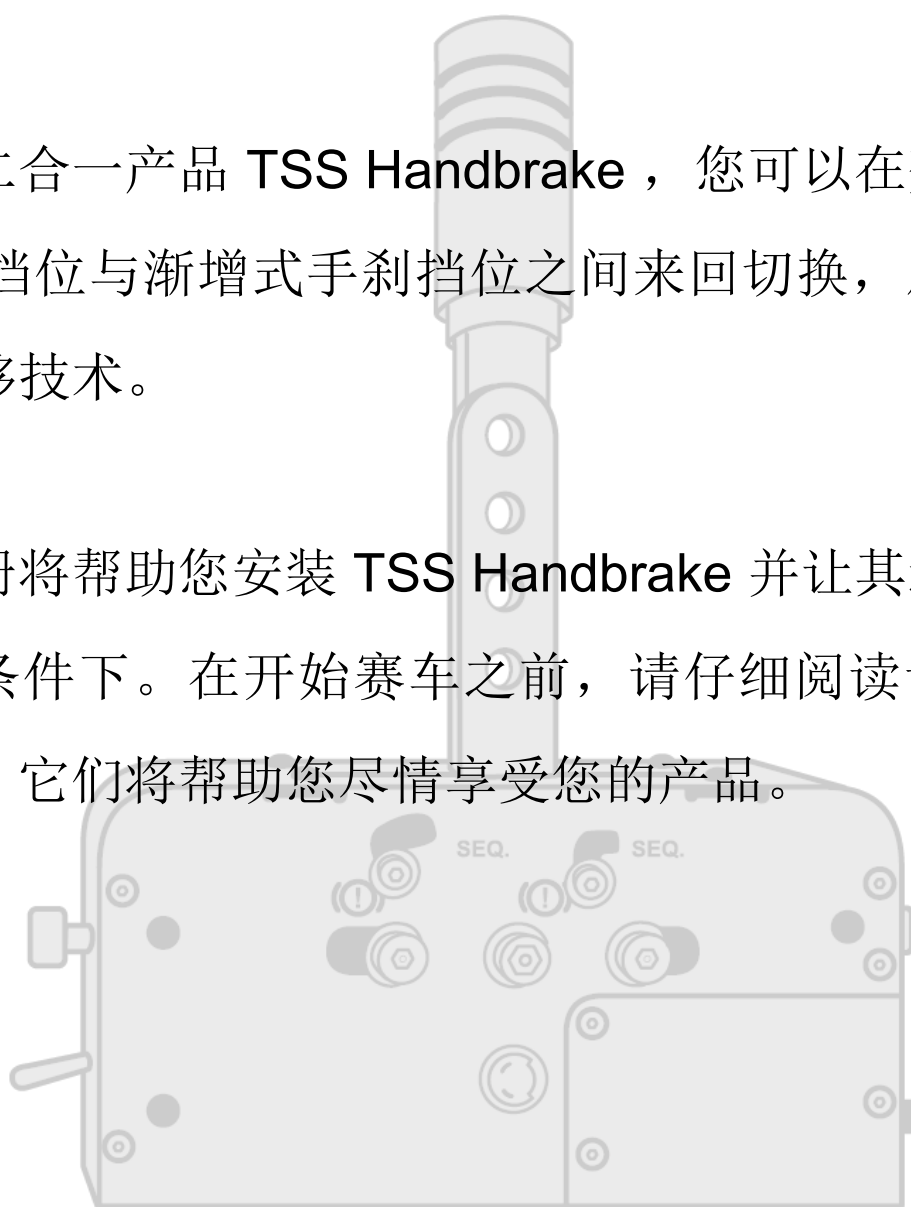 合一产品 TSS Handbrake ，您可以在
挡位与渐增式手刹挡位之间来回切换，
技术。
将帮助您安装 TSS Handbrake 并让其
条件下。在开始赛车之前，请仔细阅读
它们将帮助您尽情享受您的产品。
SEQ. SEQ.